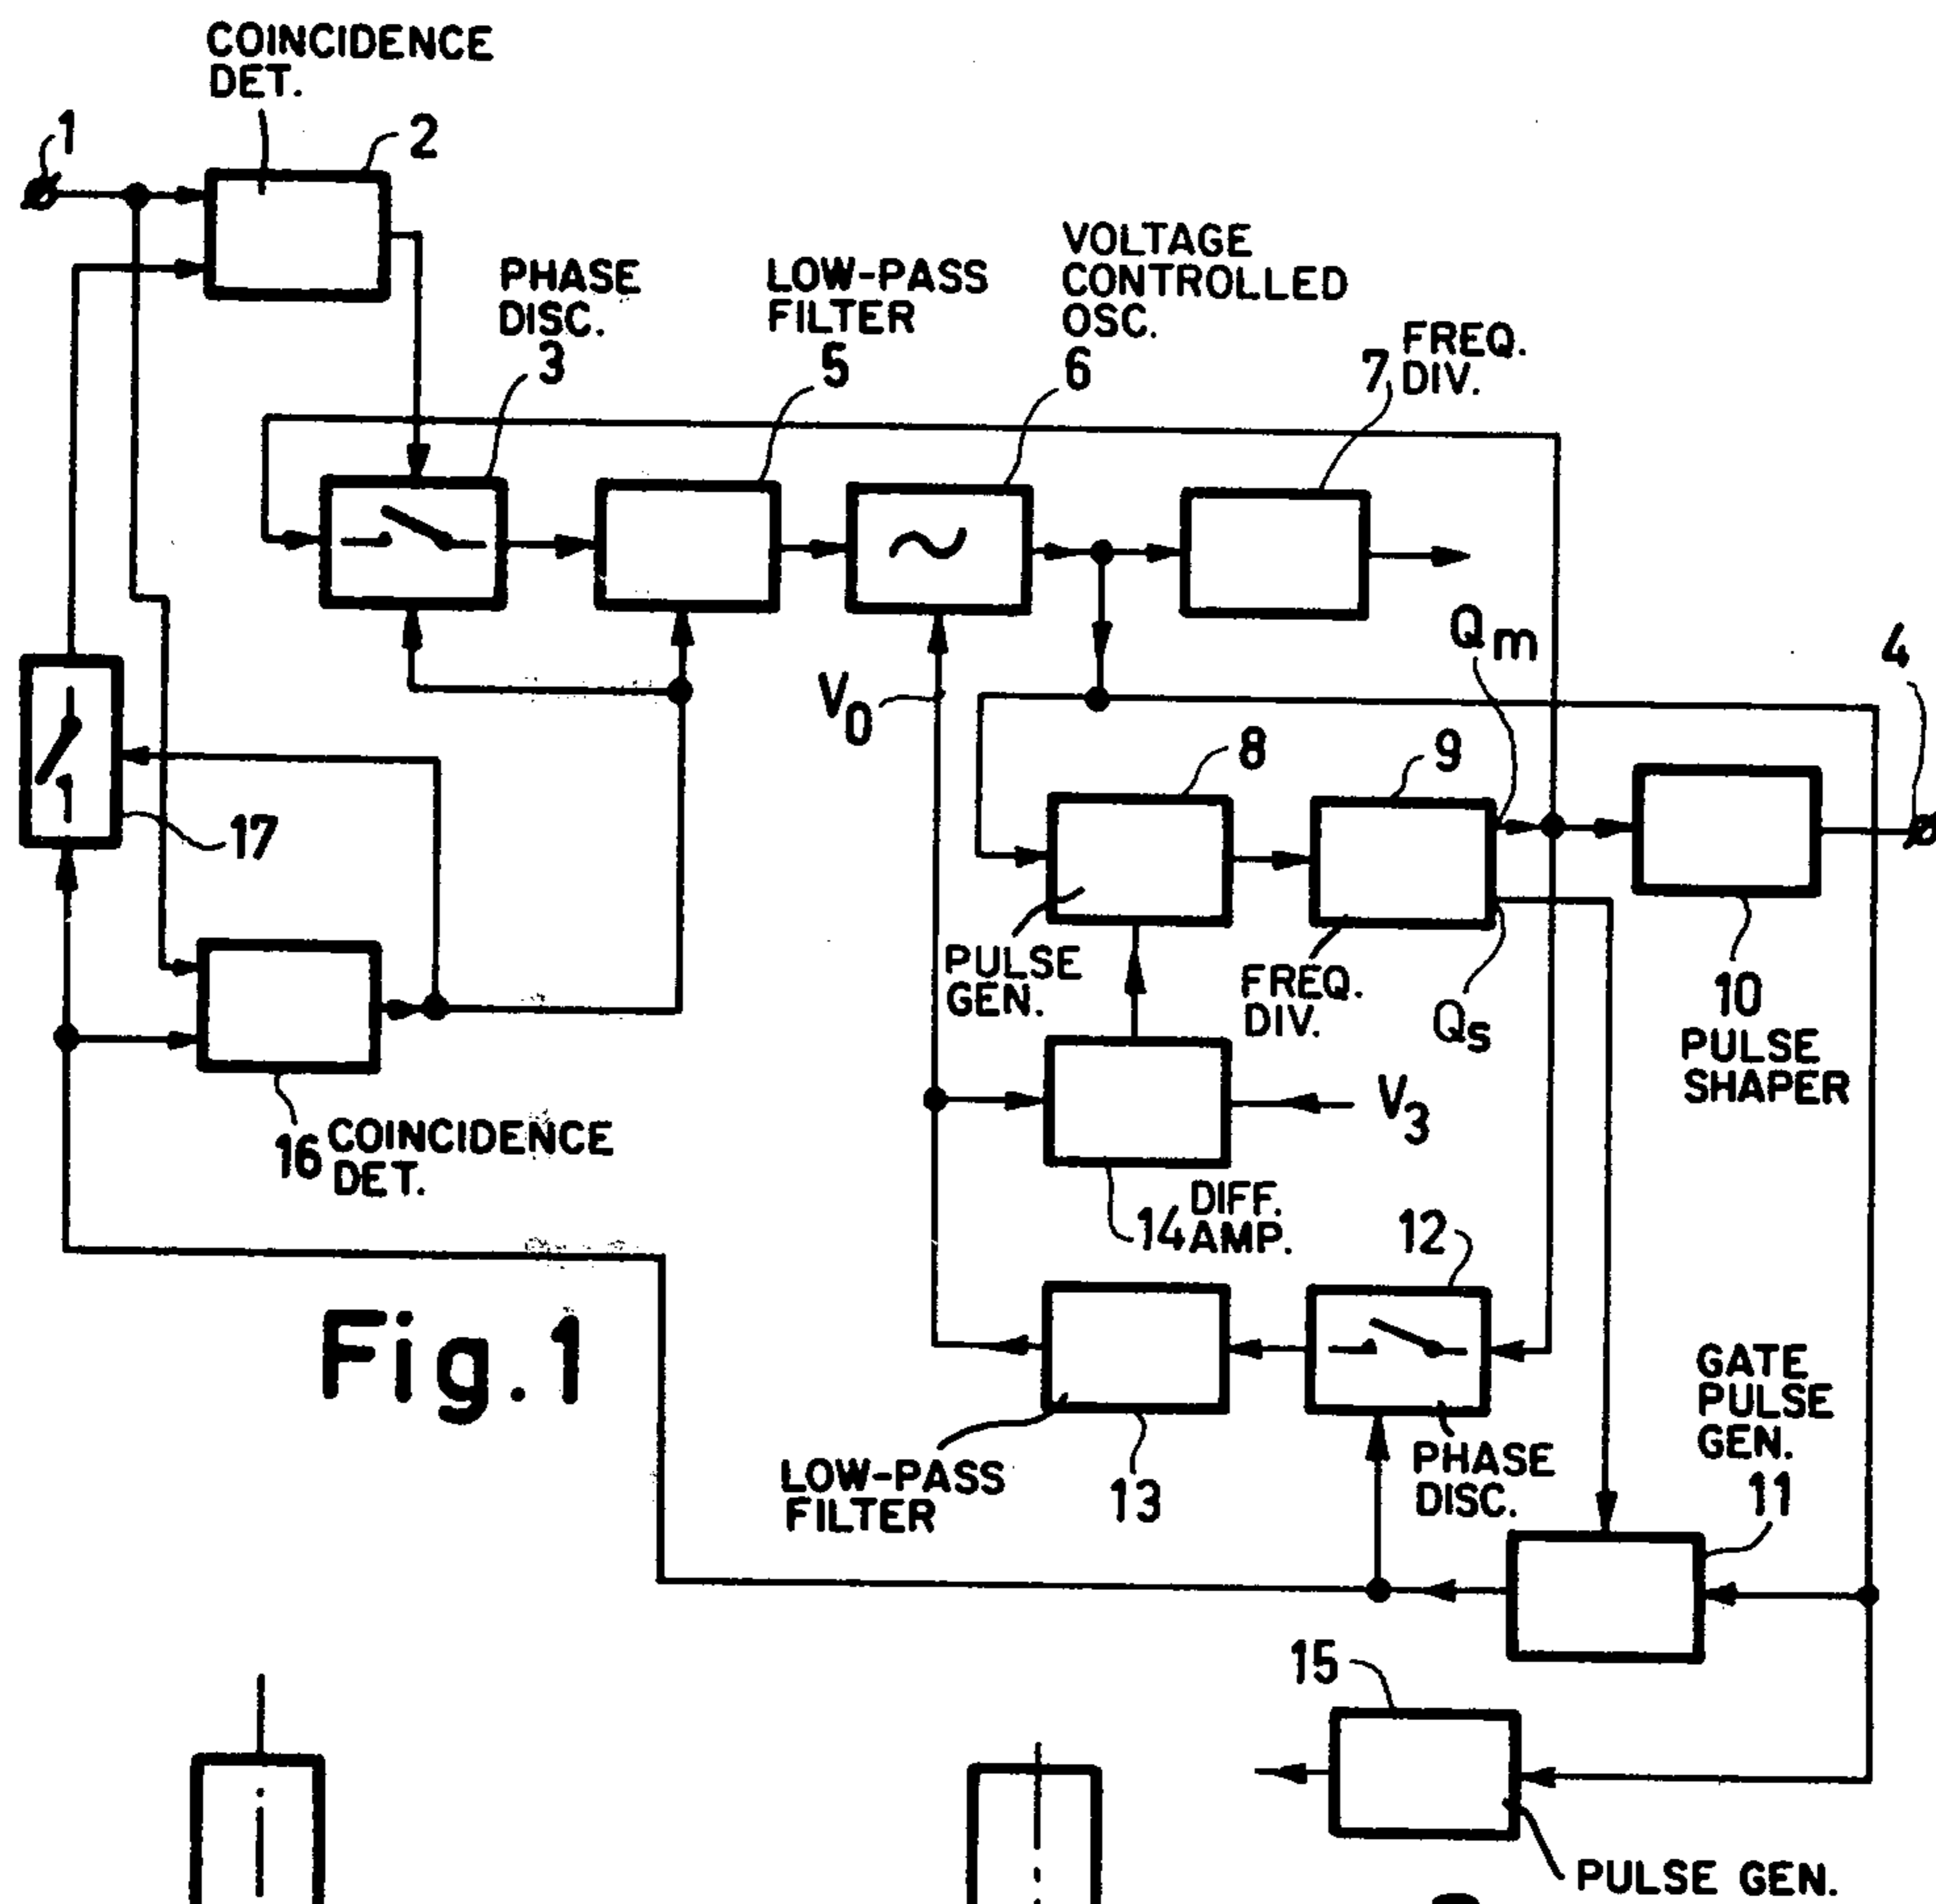 COINCIDENCE
DET.
1
2
PHASE
DISC.
3
LOW-PASS
FILTER
5
VOLTAGE
CONTROLLED
OSC.
6
7
FREQ.
DIV.
Qm
4
V0
8
9
17
PULSE
GEN.
FREQ.
DIV.
QS
10
PULSE
SHAPER
V3
16
COINCIDENCE
DET.
14
DIFF.
AMP.
12
Fig.1
LOW-PASS
FILTER
13
PHASE
DISC.
GATE
PULSE
GEN.
11
15
PULSE GEN.